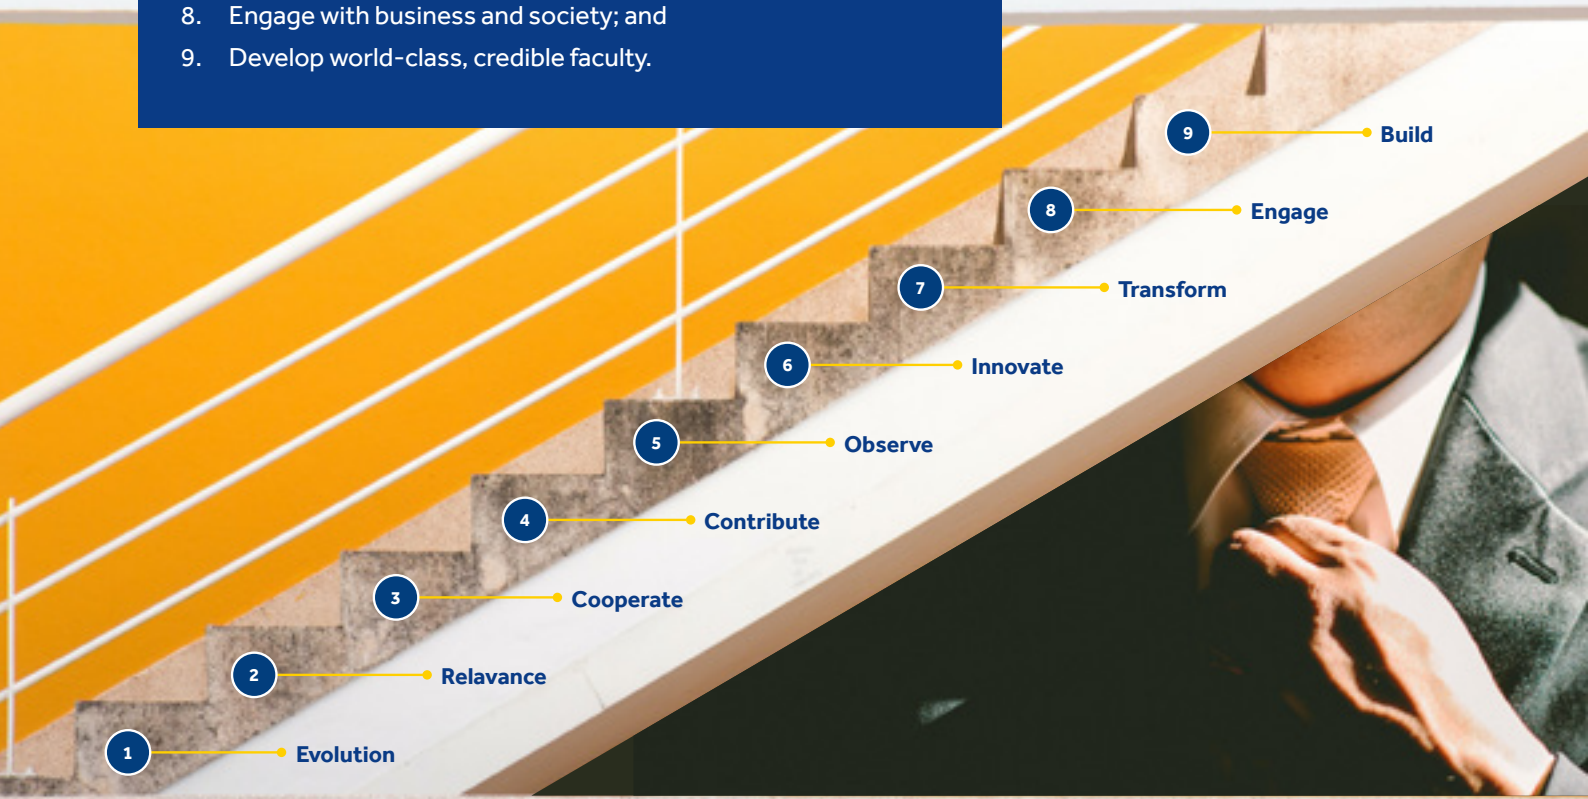 8. Engage with business and society; and
9. Develop world-class, credible faculty.
9 Build
8 Engage
7 Transform
6 Innovate
5 Observe
4 Contribute
3 Cooperate
2 Relavance
1 Evolution